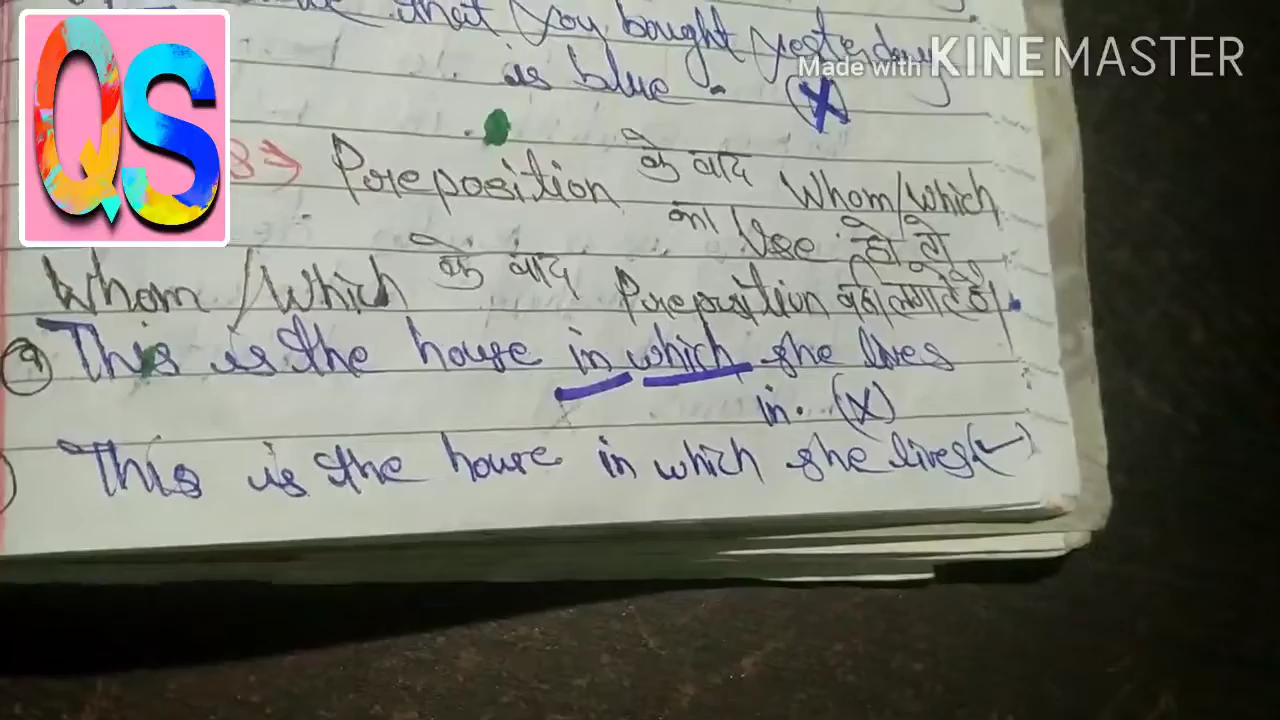 that you bought yesterday
is blue. (X)
3→ Preposition के बाद Whom/which
का Use हो तो
Whom/Which के बाद Preposition नहीं लगाते हैं।
This is the house in which she lives
in. (X)
This is the house in which she lives (✓)
QS
Made with KINEMASTER